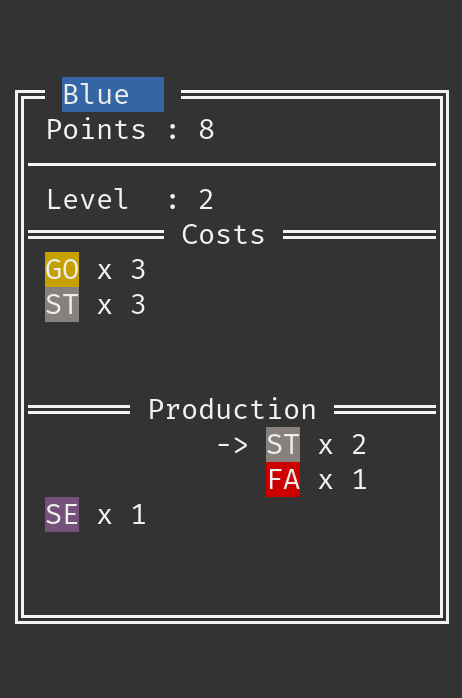 Blue
Points : 8
Level  : 2
Costs
GO x 3
ST x 3
Production
-> ST x 2
FA x 1
SE x 1